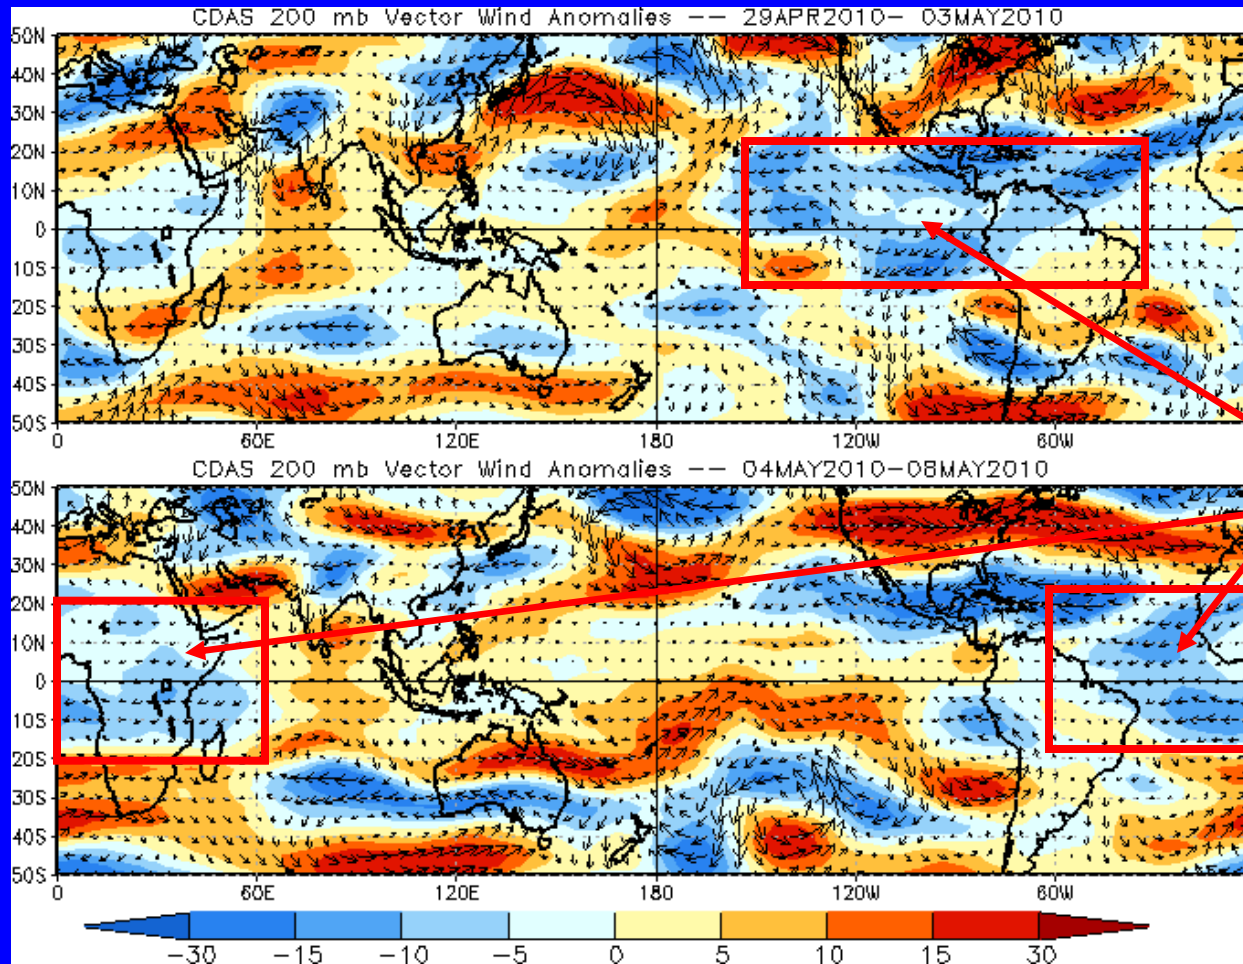 CDAS 200 mb Vector Wind Anomalies -- 29APR2010- 03MAY2010
50N
40N
30N
20N
10N
0
10S
20S
30S
40S
50S
0 60E 120E 180 120W 60W
CDAS 200 mb Vector Wind Anomalies -- 04MAY2010-08MAY2010
50N
40N
30N
20N
10N
0
10S
20S
30S
40S
50S
0 60E 120E 180 120W 60W
-30 -15 -10 -5 0 5 10 15 30